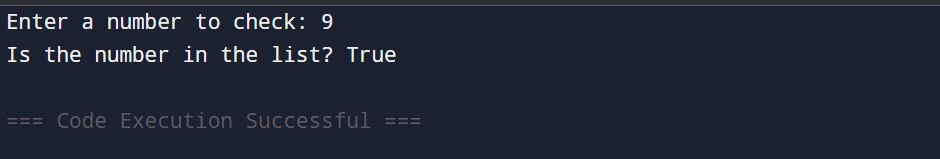 Enter a number to check: 9
Is the number in the list? True
=== Code Execution Successful ===